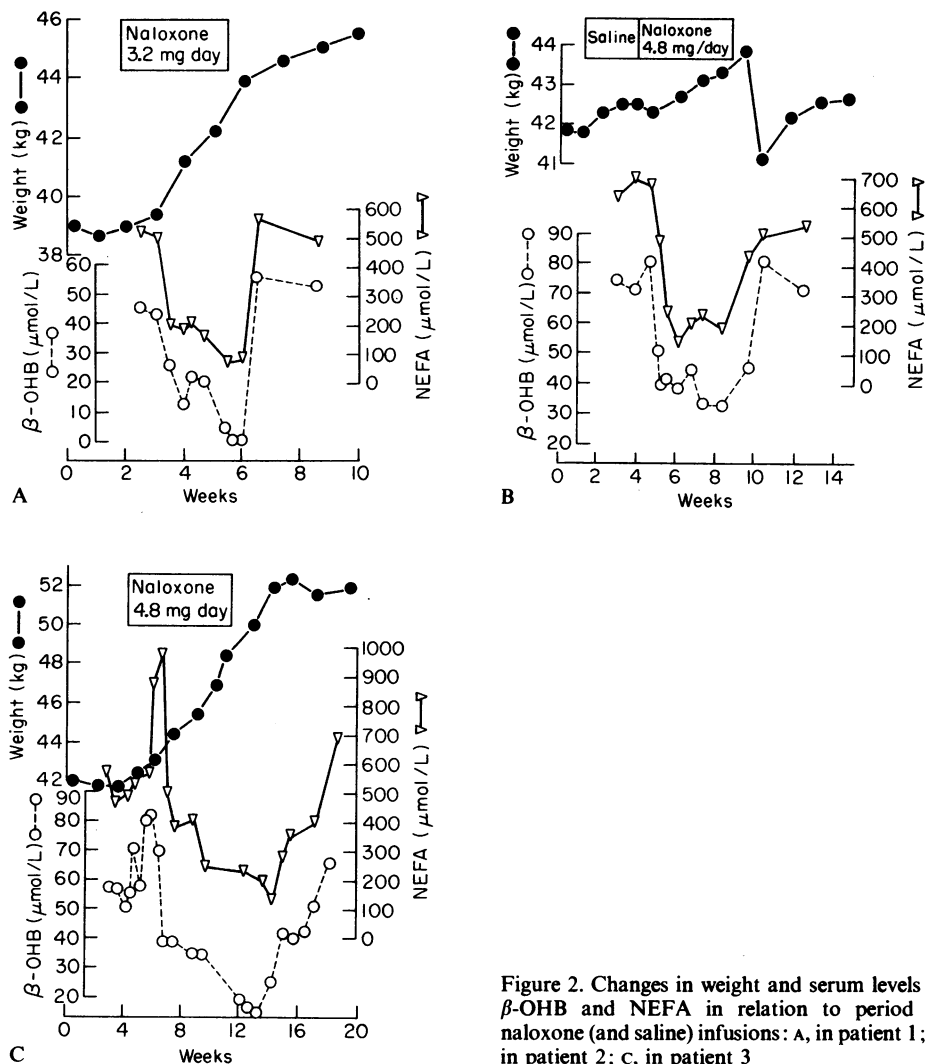 46
44
42
40
38
Weight (kg)
Naloxone
3.2 mg day
600
500
400
300
200
100
0
NEFA (μmol/L)
60
50
40
30
20
10
0
β-OHB (μmol/L)
0 2 4 6 8 10
Weeks
A
44
43
42
41
Weight (kg)
Saline
Naloxone
4.8 mg/day
700
600
500
400
300
200
100
0
NEFA (μmol/L)
90
80
70
60
50
40
30
20
β-OHB (μmol/L)
0 2 4 6 8 10 12 14
Weeks
B
52
50
48
46
44
42
Weight (kg)
Naloxone
4.8 mg day
1000
900
800
700
600
500
400
300
200
100
0
NEFA (μmol/L)
90
80
70
60
50
40
30
20
β-OHB (μmol/L)
0 4 8 12 16 20
Weeks
C
Figure 2. Changes in weight and serum levels
β-OHB and NEFA in relation to period
naloxone (and saline) infusions: A, in patient 1;
in patient 2; C, in patient 3